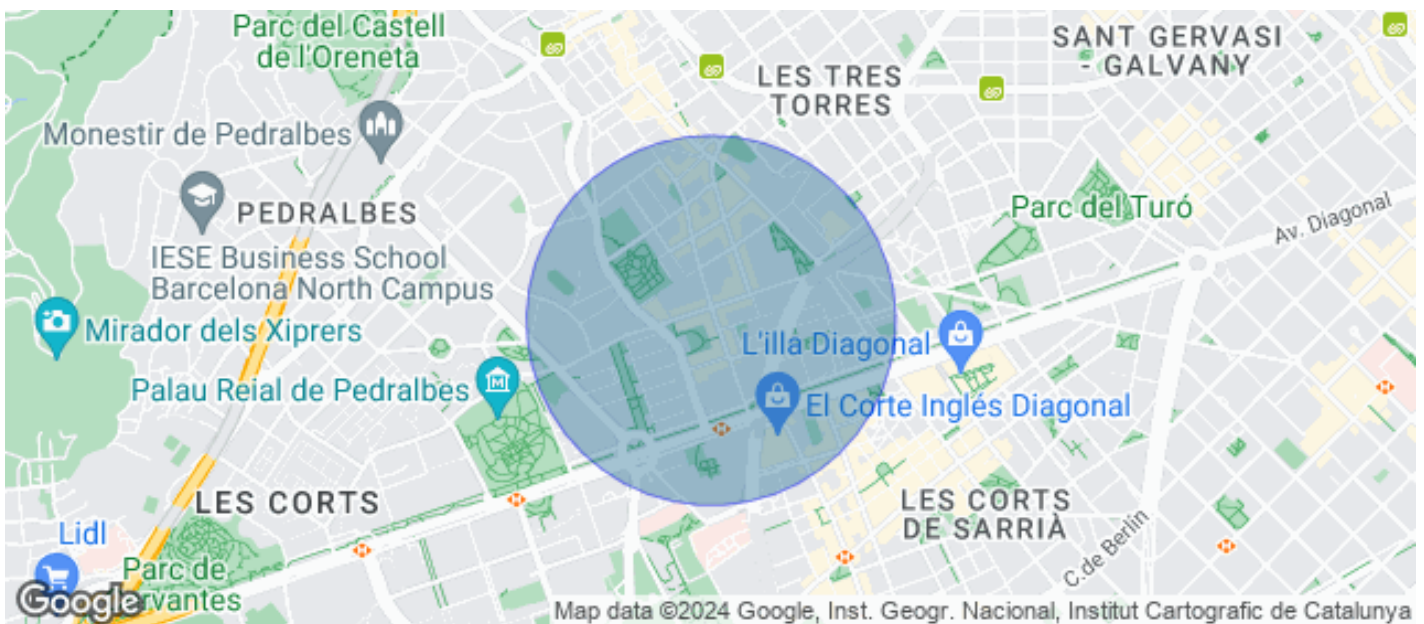 Parc del Castell
de l'Oreneta
SANT GERVASI
- GALVANY
LES TRES
TORRES
Monestir de Pedralbes
PEDRALBES
Parc del Turó
Av. Diagonal
IESE Business School
Barcelona North Campus
Mirador dels Xiprers
L'illa Diagonal
Palau Reial de Pedralbes
El Corte Inglés Diagonal
LES CORTS
LES CORTS
DE SARRIÀ
C.de Berlín
Lidl
Parc de
Google
Map data ©2024 Google, Inst. Geogr. Nacional, Institut Cartografic de Catalunya